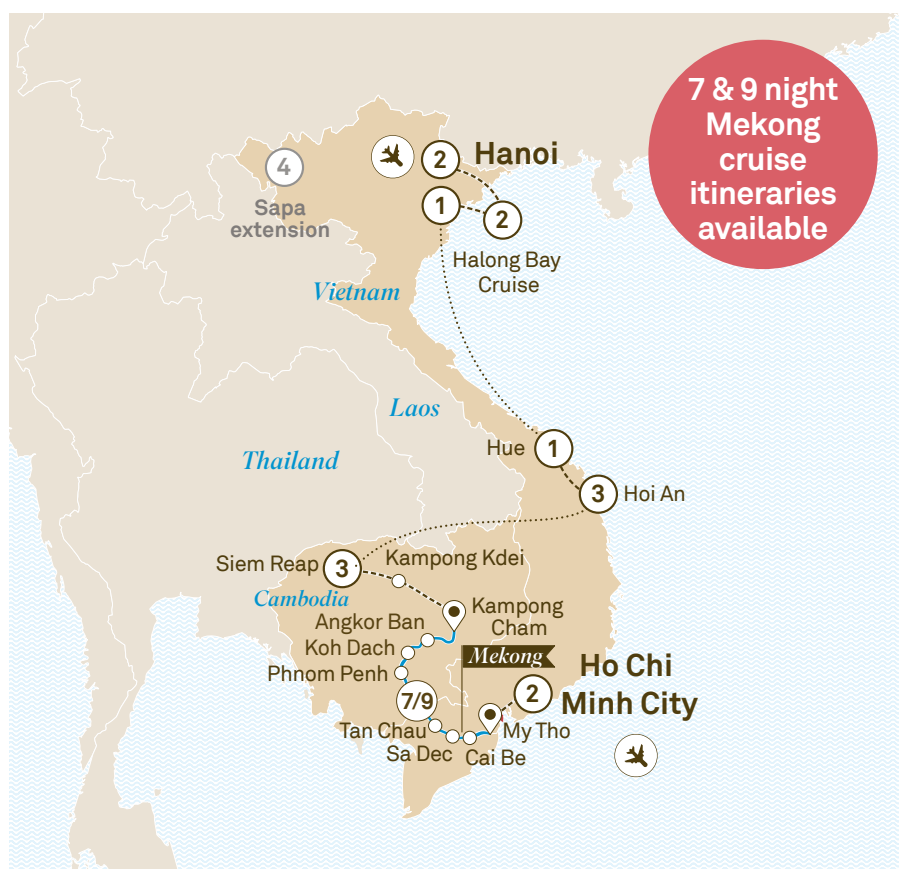 7 & 9 night
Mekong
cruise
itineraries
available
4
Sapa
extension
2
Hanoi
1
2
Halong Bay
Cruise
Vietnam
Laos
Thailand
Hue
1
3
Hoi An
Siem Reap
3
Kampong Kdei
Cambodia
Kampong
Cham
Angkor Ban
Koh Dach
Phnom Penh
Mekong
7/9
2
Ho Chi
Minh City
Tan Chau
My Tho
Sa Dec
Cai Be